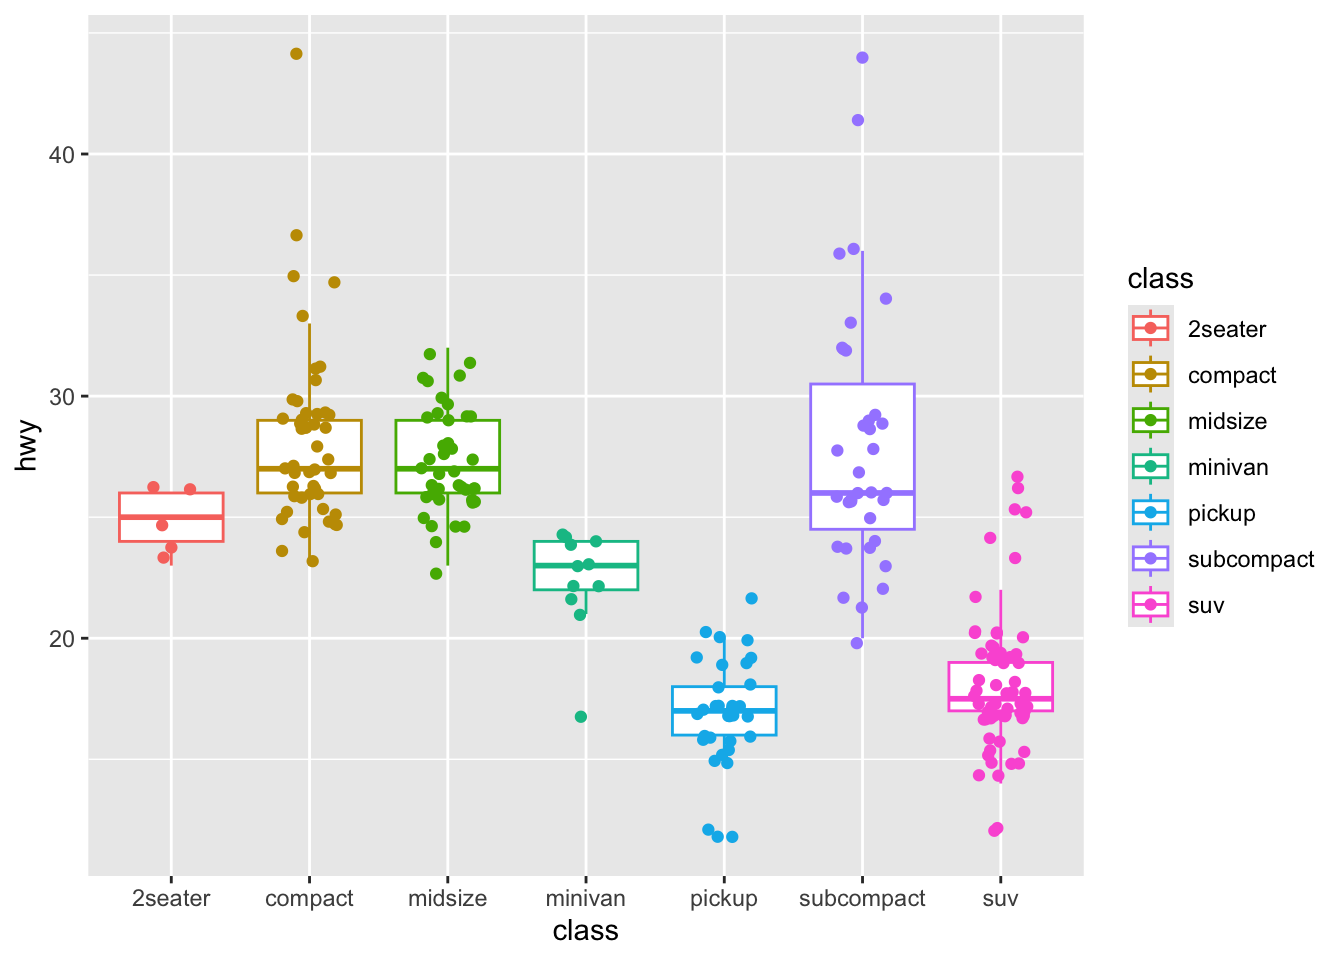 hwy
40
30
20
2seater compact midsize minivan pickup subcompact suv
class
class
2seater
compact
midsize
minivan
pickup
subcompact
suv